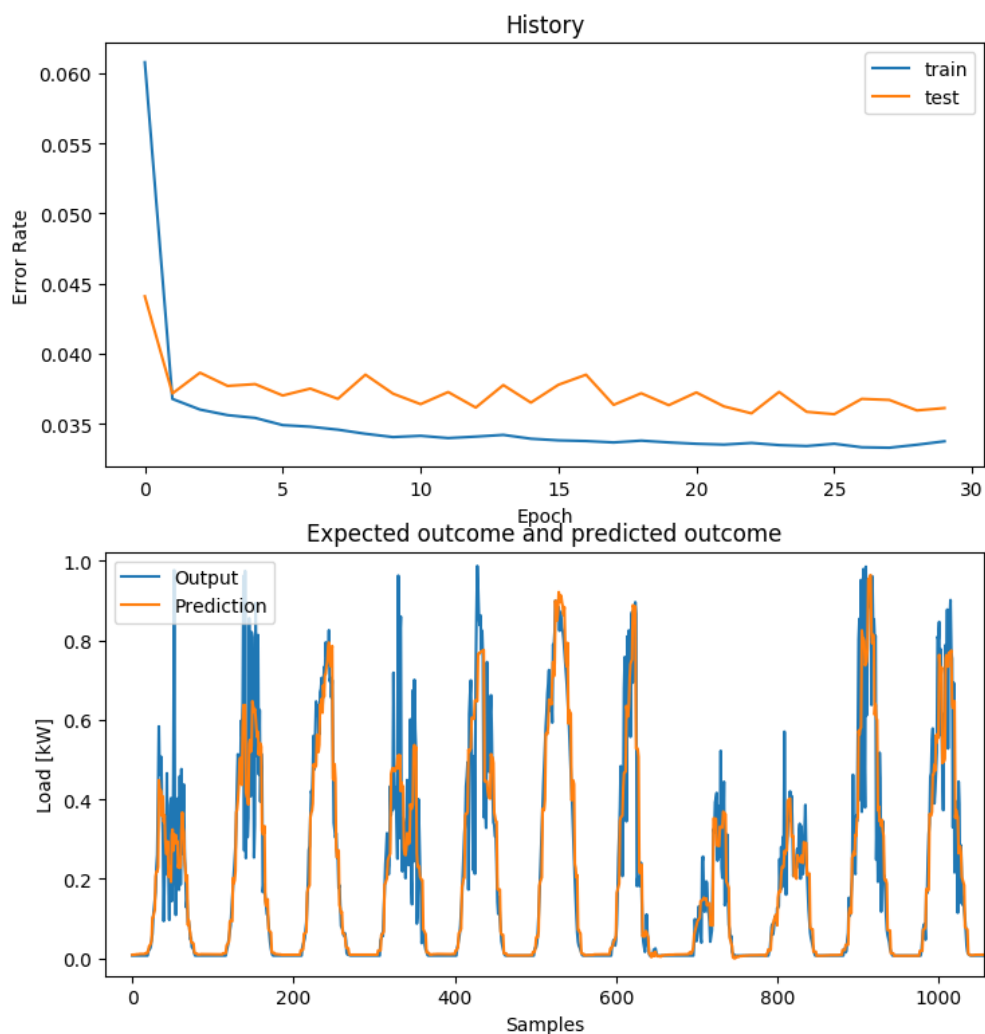 History
0.060
0.055
0.050
0.045
0.040
0.035
Error Rate
train
test
0 5 10 15 20 25 30
Epoch
Expected outcome and predicted outcome
1.0
0.8
0.6
0.4
0.2
0.0
Load [kW]
Output
Prediction
0 200 400 600 800 1000
Samples